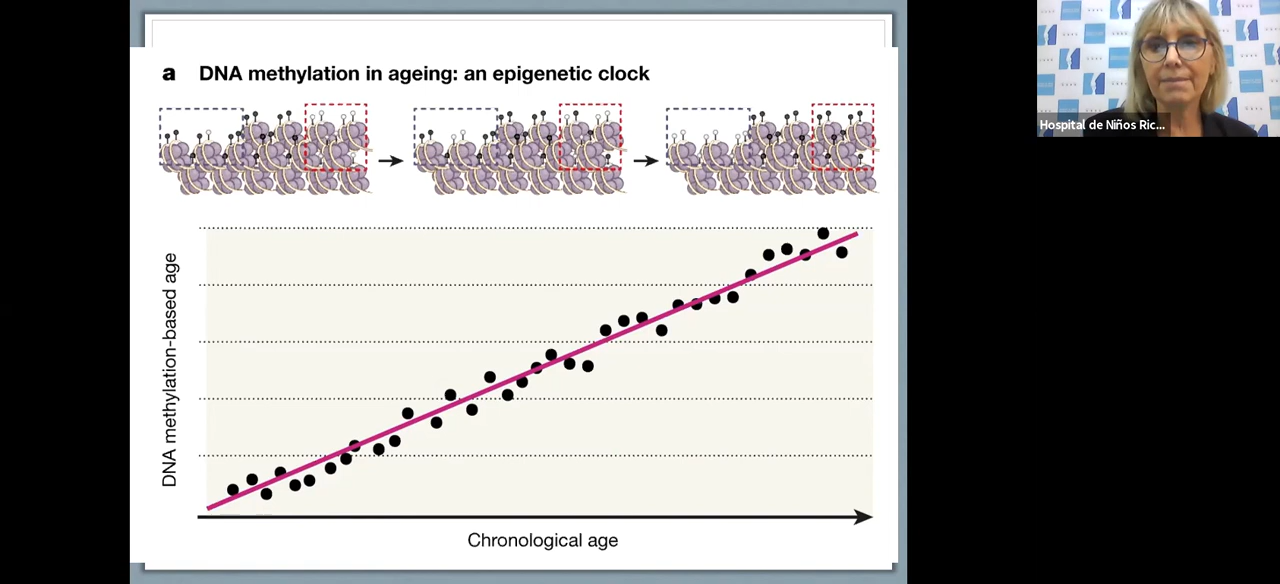 a DNA methylation in ageing: an epigenetic clock
DNA methylation-based age
Chronological age
Hospital de Niños Ric...